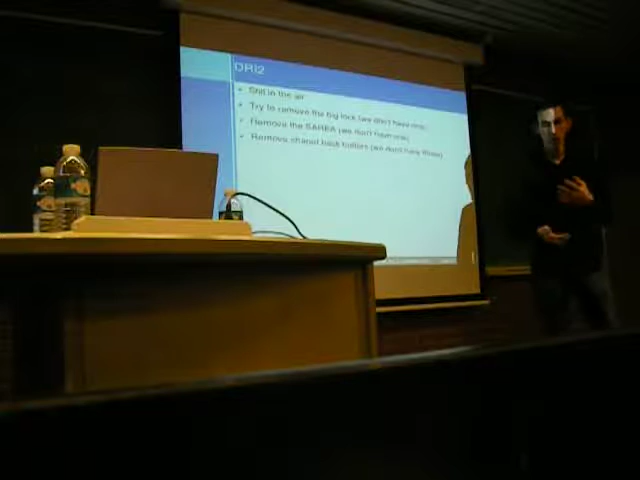 DRI2
Still in the air
Try to remove the big lock (we don't have one)
Remove the SAREA (we don't have one)
Remove shared back buffers (we don't have those)